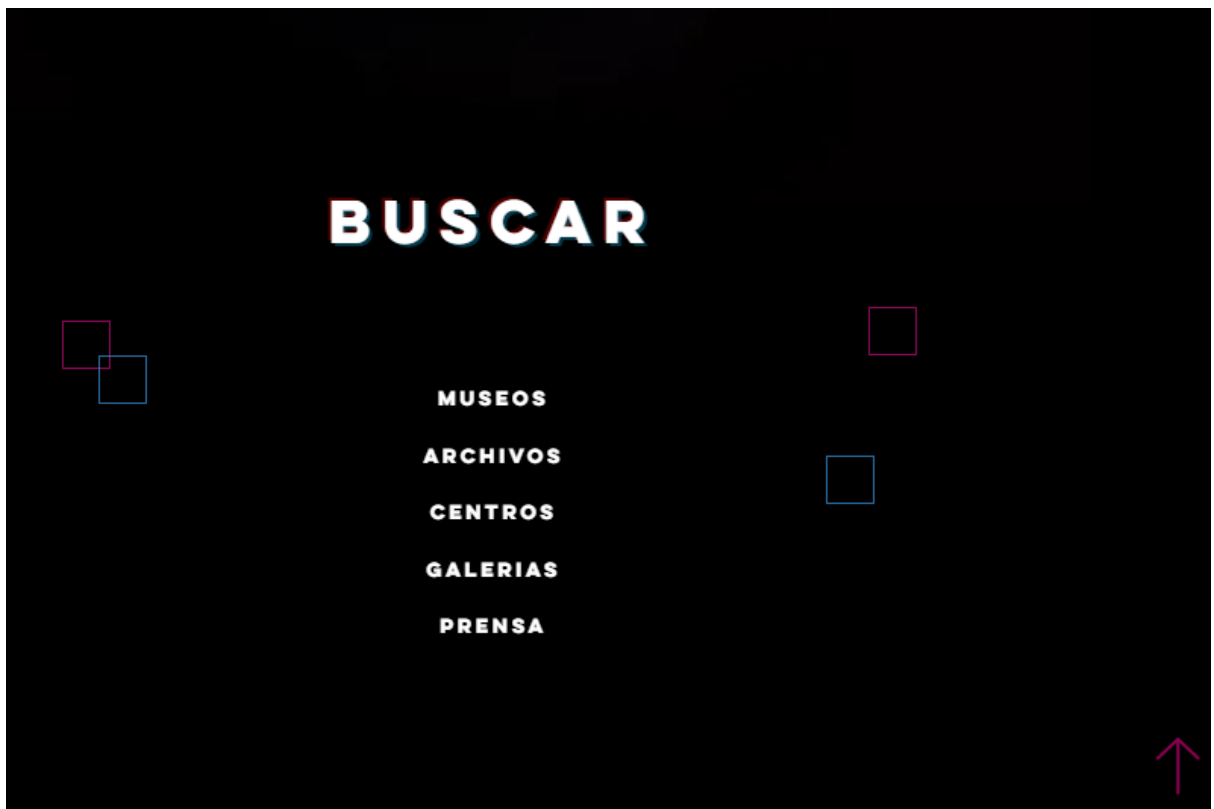 BUSCAR
MUSEOS
ARCHIVOS
CENTROS
GALERIAS
PRENSA